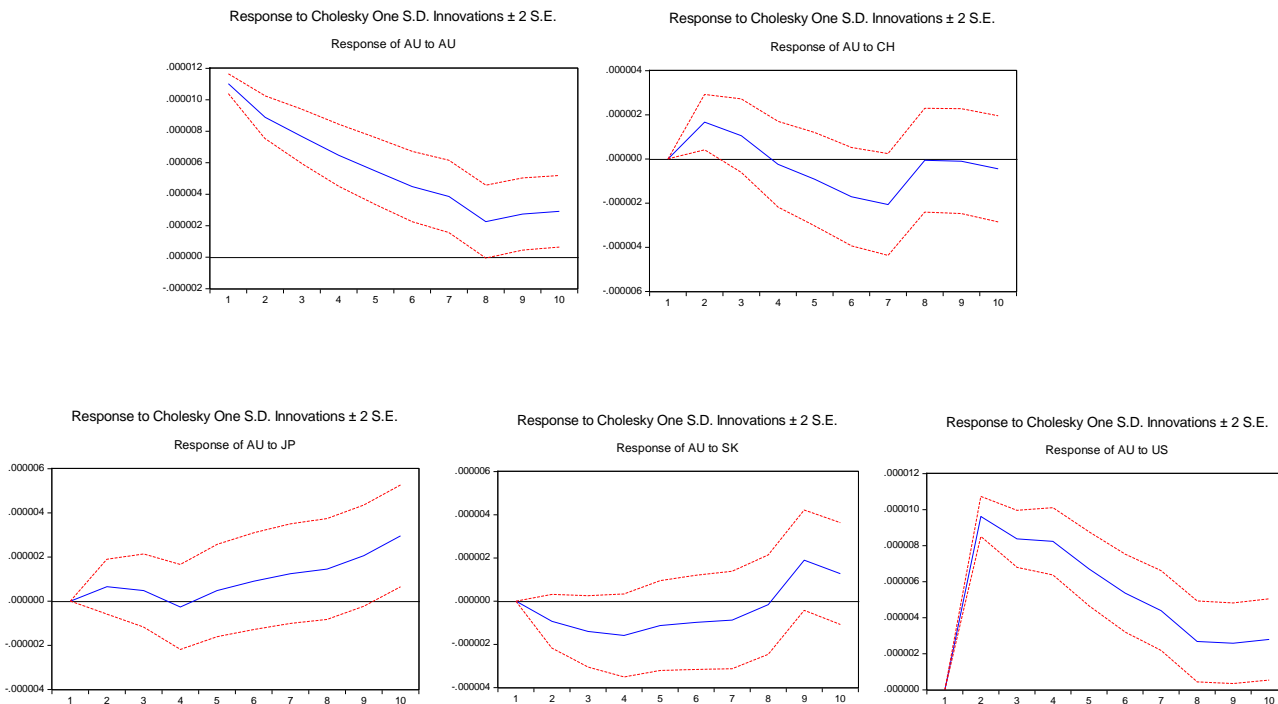 Response to Cholesky One S.D. Innovations ± 2 S.E.
Response of AU to AU
.000012
.000010
.000008
.000006
.000004
.000002
.000000
-.000002
1 2 3 4 5 6 7 8 9 10
Response to Cholesky One S.D. Innovations ± 2 S.E.
Response of AU to CH
.000004
.000002
.000000
-.000002
-.000004
-.000006
1 2 3 4 5 6 7 8 9 10
Response to Cholesky One S.D. Innovations ± 2 S.E.
Response of AU to JP
.000006
.000004
.000002
.000000
-.000002
-.000004
1 2 3 4 5 6 7 8 9 10
Response to Cholesky One S.D. Innovations ± 2 S.E.
Response of AU to SK
.000006
.000004
.000002
.000000
-.000002
-.000004
1 2 3 4 5 6 7 8 9 10
Response to Cholesky One S.D. Innovations ± 2 S.E.
Response of AU to US
.000012
.000010
.000008
.000006
.000004
.000002
.000000
1 2 3 4 5 6 7 8 9 10